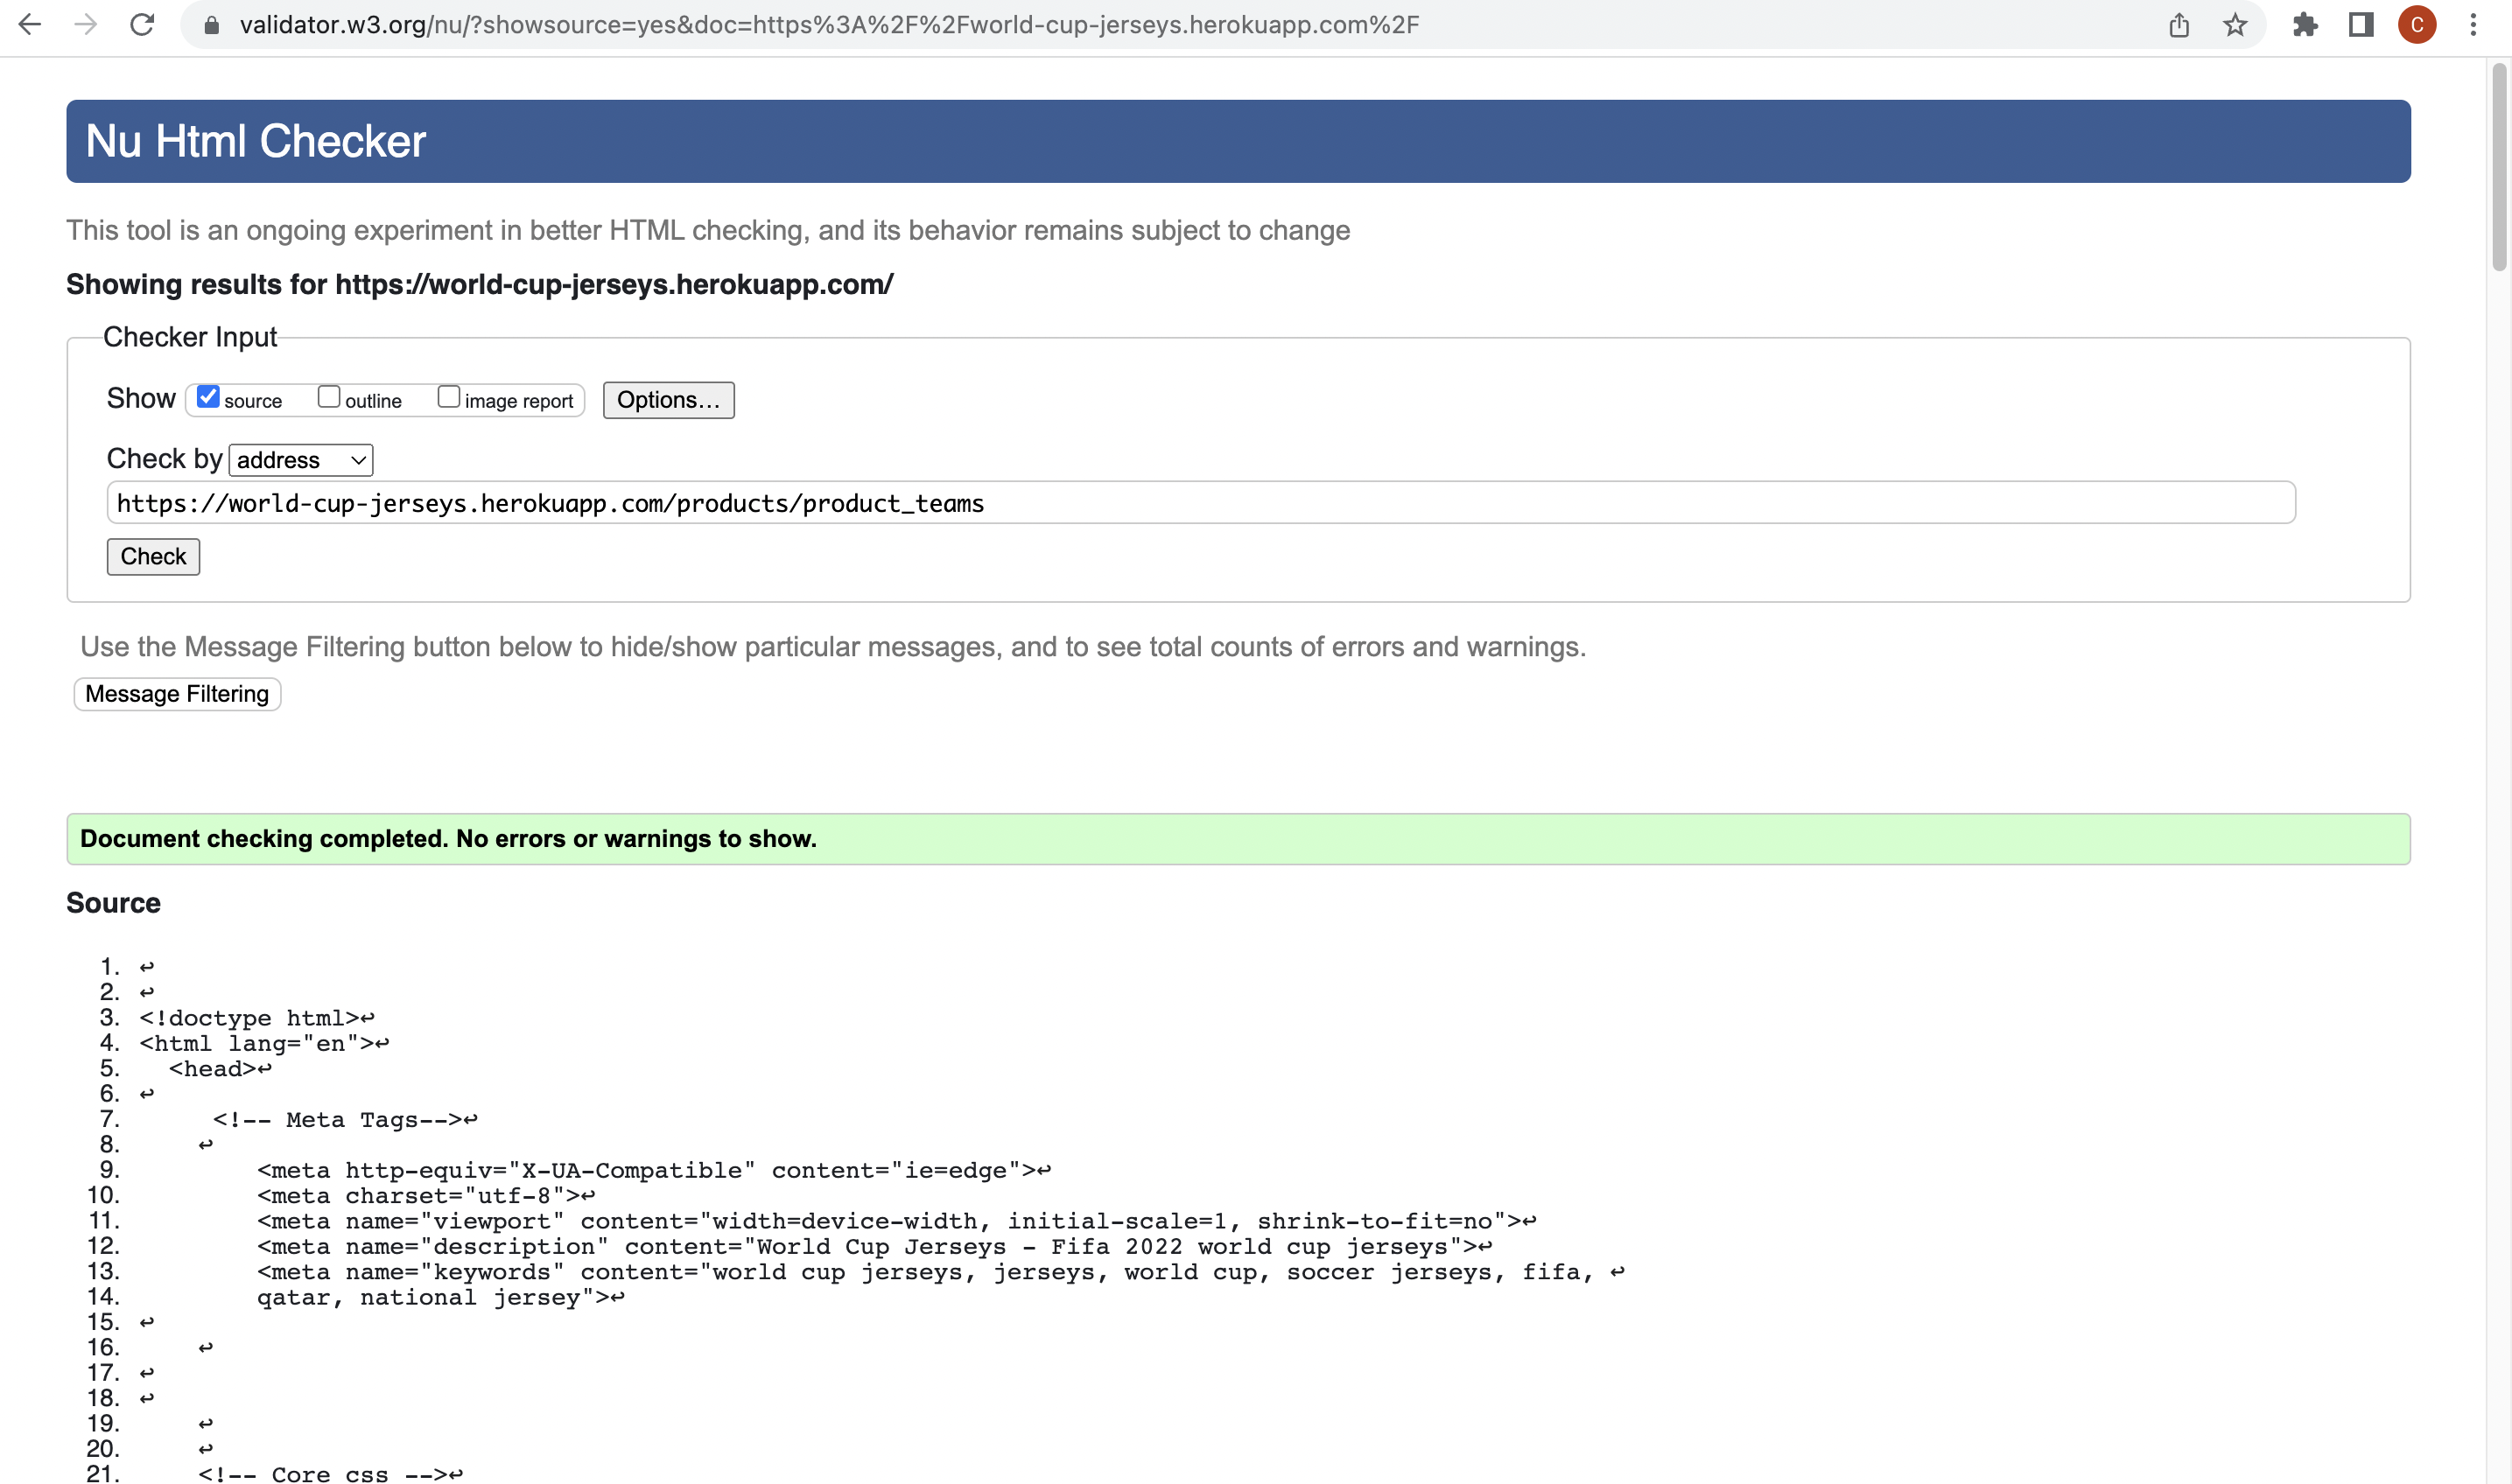 validator.w3.org/nu/?showsource=yes&doc=https%3A%2F%2Fworld-cup-jerseys.herokuapp.com%2F
C
Nu Html Checker
This tool is an ongoing experiment in better HTML checking, and its behavior remains subject to change
Showing results for https://world-cup-jerseys.herokuapp.com/
Checker Input
Show source outline image report Options…
Check by address
https://world-cup-jerseys.herokuapp.com/products/product_teams
Check
Use the Message Filtering button below to hide/show particular messages, and to see total counts of errors and warnings.
Message Filtering
Document checking completed. No errors or warnings to show.
Source
1. ↩
2. ↩
3. <!doctype html>↩
4. <html lang="en">↩
5. <head>↩
6. ↩
7. <!-- Meta Tags-->↩
8. ↩
9. <meta http-equiv="X-UA-Compatible" content="ie=edge">↩
10. <meta charset="utf-8">↩
11. <meta name="viewport" content="width=device-width, initial-scale=1, shrink-to-fit=no">↩
12. <meta name="description" content="World Cup Jerseys - Fifa 2022 world cup jerseys">↩
13. <meta name="keywords" content="world cup jerseys, jerseys, world cup, soccer jerseys, fifa, ↩
14. qatar, national jersey">↩
15. ↩
16. ↩
17. ↩
18. ↩
19. ↩
20. ↩
21. <!-- Core css -->↩